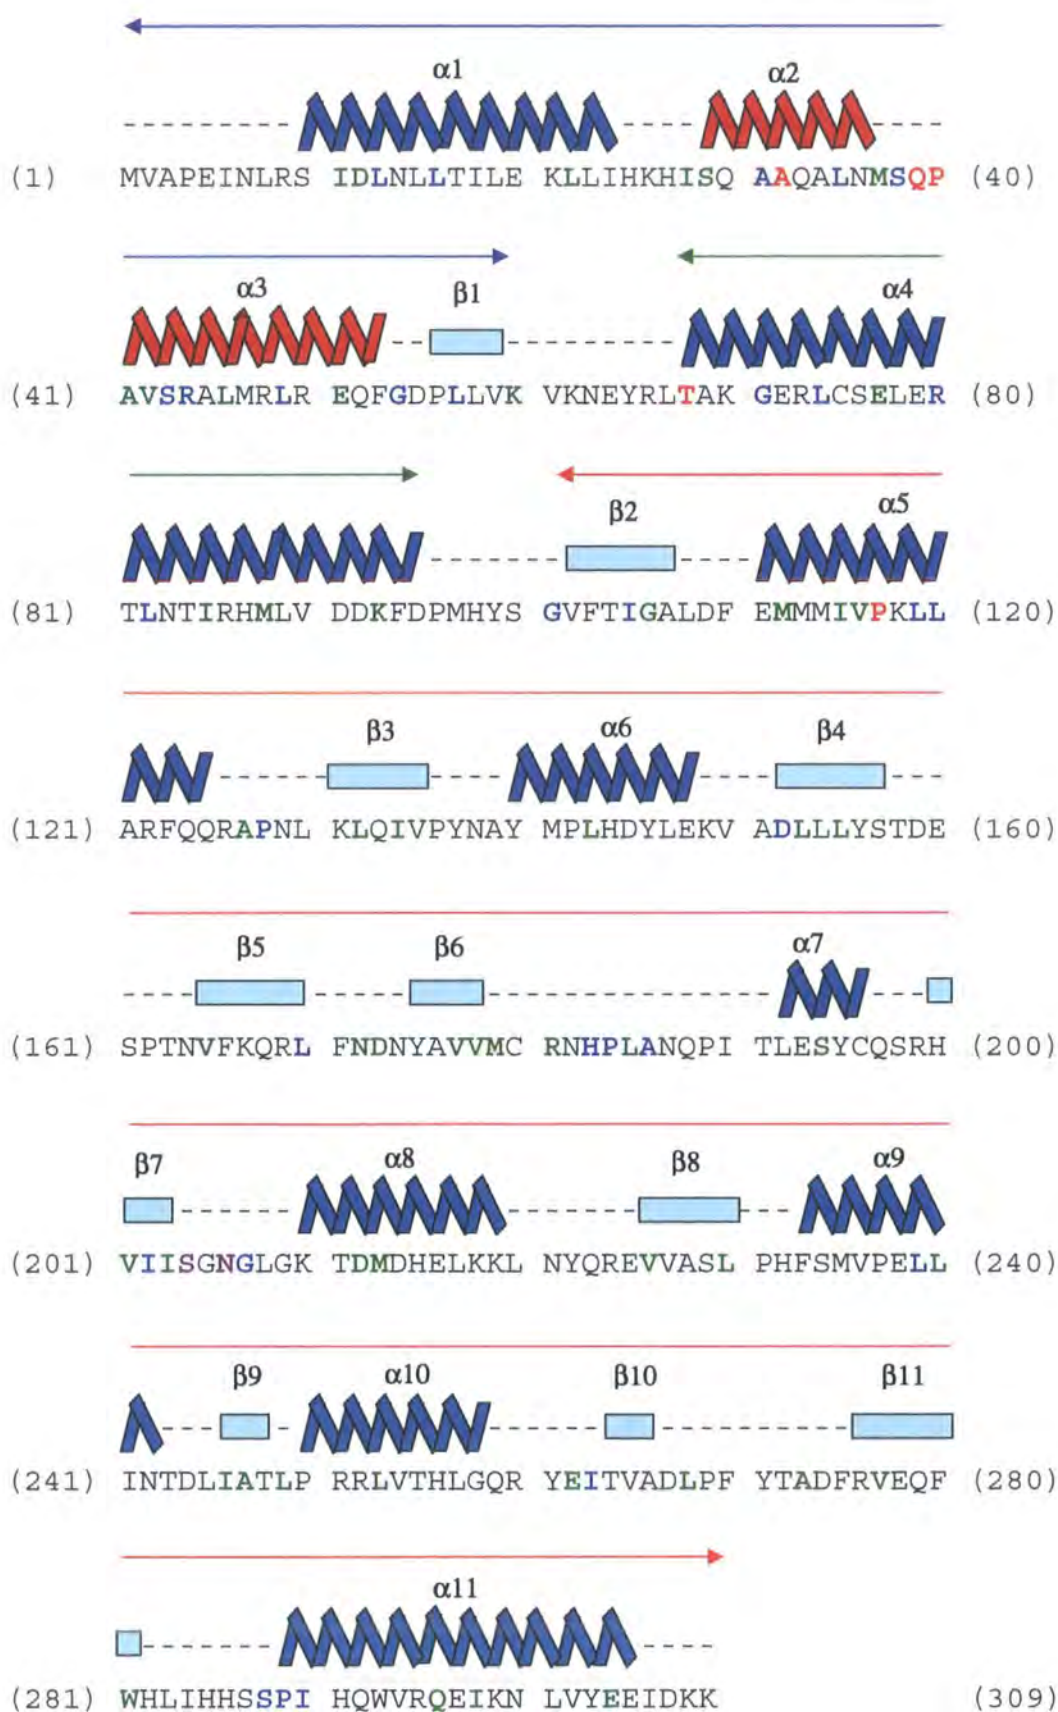 α1 α2
(1) MVAPEINLRS IDLNLLTILE KLLIHKHISQ AAQALNMSQP (40)
α3 β1 α4
(41) AVSRALMRLR EQFGDPLLVK VKNEYRLTAK GERLCSELER (80)
β2 α5
(81) TLNTIRHMLV DDKFDPMHYS GVFTIGALDF EMMMIVPKLL (120)
β3 α6 β4
(121) ARFQQRAPNL KLQIVPYNAY MPLHDYLEKV ADLLLYSTDE (160)
β5 β6 α7
(161) SPTNVFKQRL FNDNYAVVMC RNHPLANQPI TLESYCQSRH (200)
β7 α8 β8 α9
(201) VIISGNGLGK TDMDHELKKL NYQREVVASL PHFSMVPELL (240)
β9 α10 β10 β11
(241) INTDLIATLP RRLVTHLGQR YEITVADLPF YTADFRVEQF (280)
α11
(281) WHLIHHSSPI HQWVRQEIKN LVYEEIDKK (309)